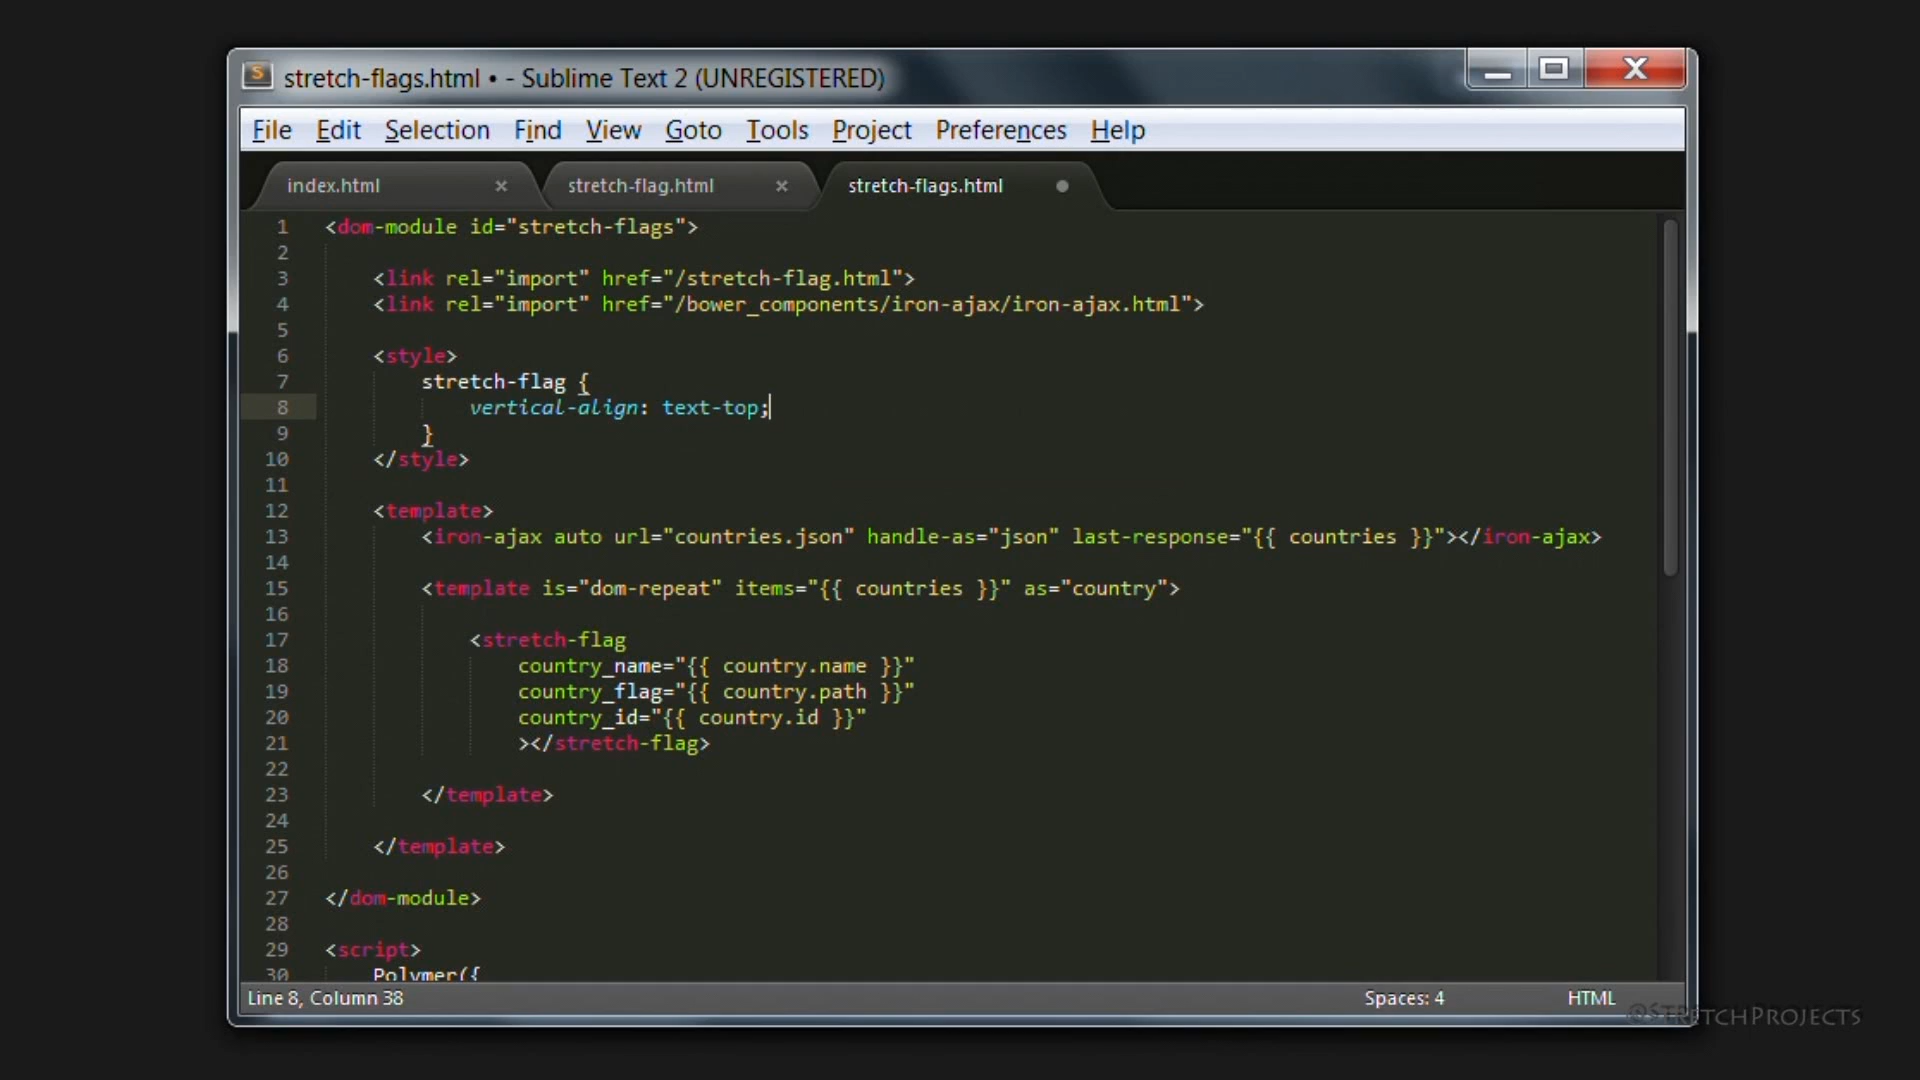 stretch-flags.html • - Sublime Text 2 (UNREGISTERED)
File Edit Selection Find View Goto Tools Project Preferences Help
index.html × stretch-flag.html × stretch-flags.html
1 <dom-module id="stretch-flags">
2
3 <link rel="import" href="/stretch-flag.html">
4 <link rel="import" href="/bower_components/iron-ajax/iron-ajax.html">
5
6 <style>
7 stretch-flag {
8 vertical-align: text-top;
9 }
10 </style>
11
12 <template>
13 <iron-ajax auto url="countries.json" handle-as="json" last-response="{{ countries }}"></iron-ajax>
14
15 <template is="dom-repeat" items="{{ countries }}" as="country">
16
17 <stretch-flag
18 country_name="{{ country.name }}"
19 country_flag="{{ country.path }}"
20 country_id="{{ country.id }}"
21 ></stretch-flag>
22
23 </template>
24
25 </template>
26
27 </dom-module>
28
29 <script>
30 Polymer({
Line 8, Column 38 Spaces: 4 HTML
@StretchProjects